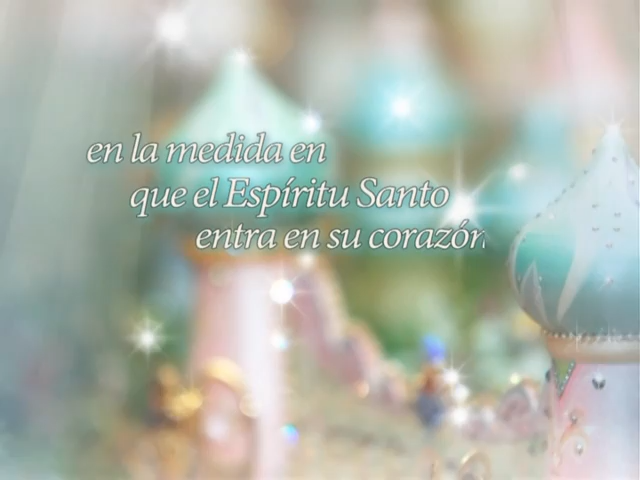 en la medida en
que el Espíritu Santo
entra en su corazón